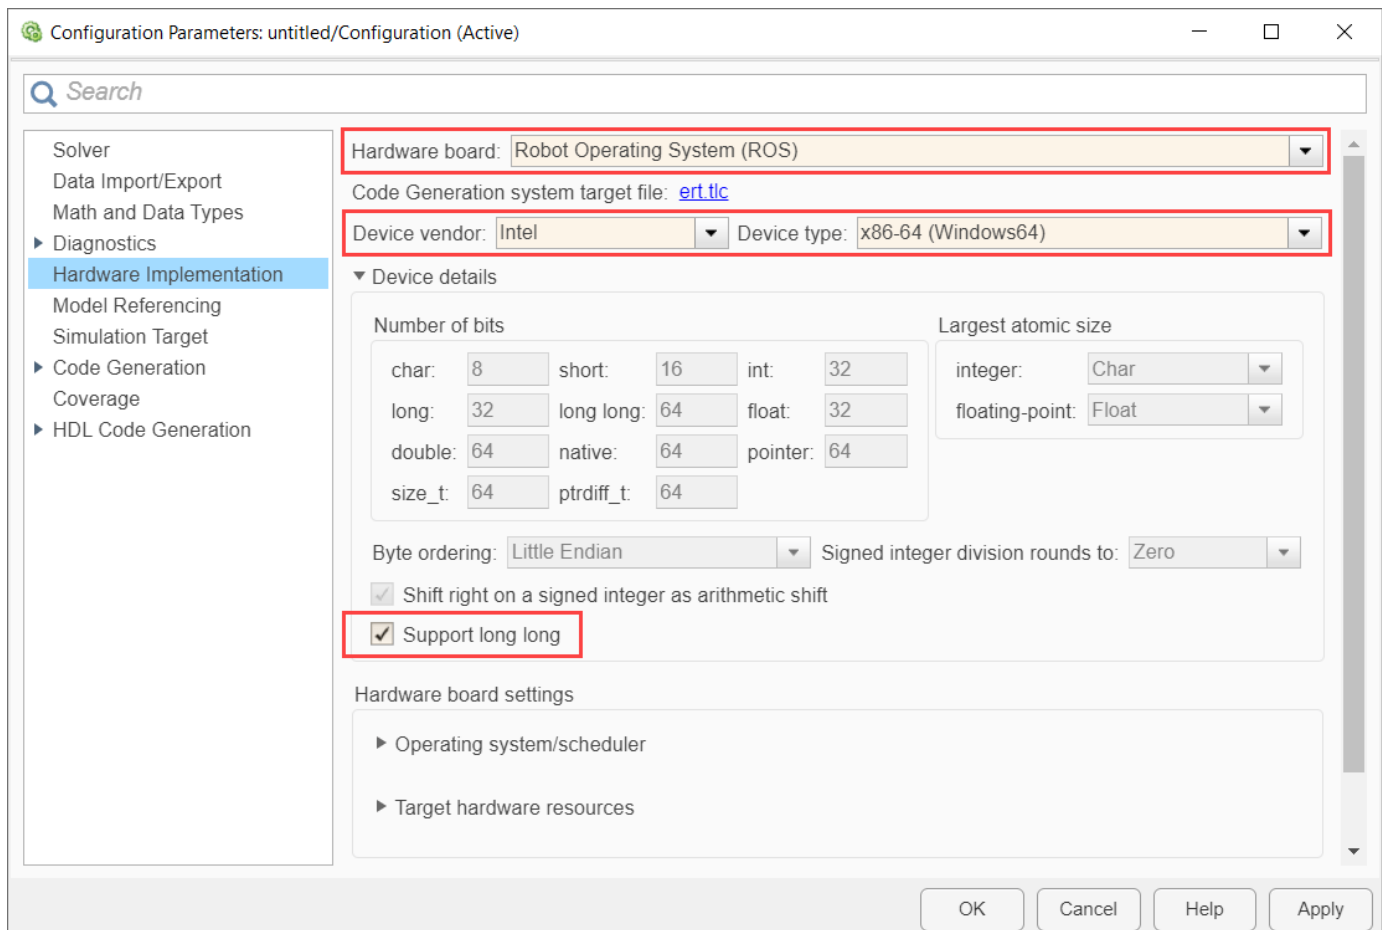 Configuration Parameters: untitled/Configuration (Active)
Search
Solver
Data Import/Export
Math and Data Types
Diagnostics
Hardware Implementation
Model Referencing
Simulation Target
Code Generation
Coverage
HDL Code Generation
Hardware board: Robot Operating System (ROS)
Code Generation system target file: ert.tlc
Device vendor: Intel Device type: x86-64 (Windows64)
Device details
Number of bits
char: 8 short: 16 int: 32
long: 32 long long: 64 float: 32
double: 64 native: 64 pointer: 64
size_t: 64 ptrdiff_t: 64
Largest atomic size
integer: Char
floating-point: Float
Byte ordering: Little Endian Signed integer division rounds to: Zero
Shift right on a signed integer as arithmetic shift
Support long long
Hardware board settings
Operating system/scheduler
Target hardware resources
OK Cancel Help Apply